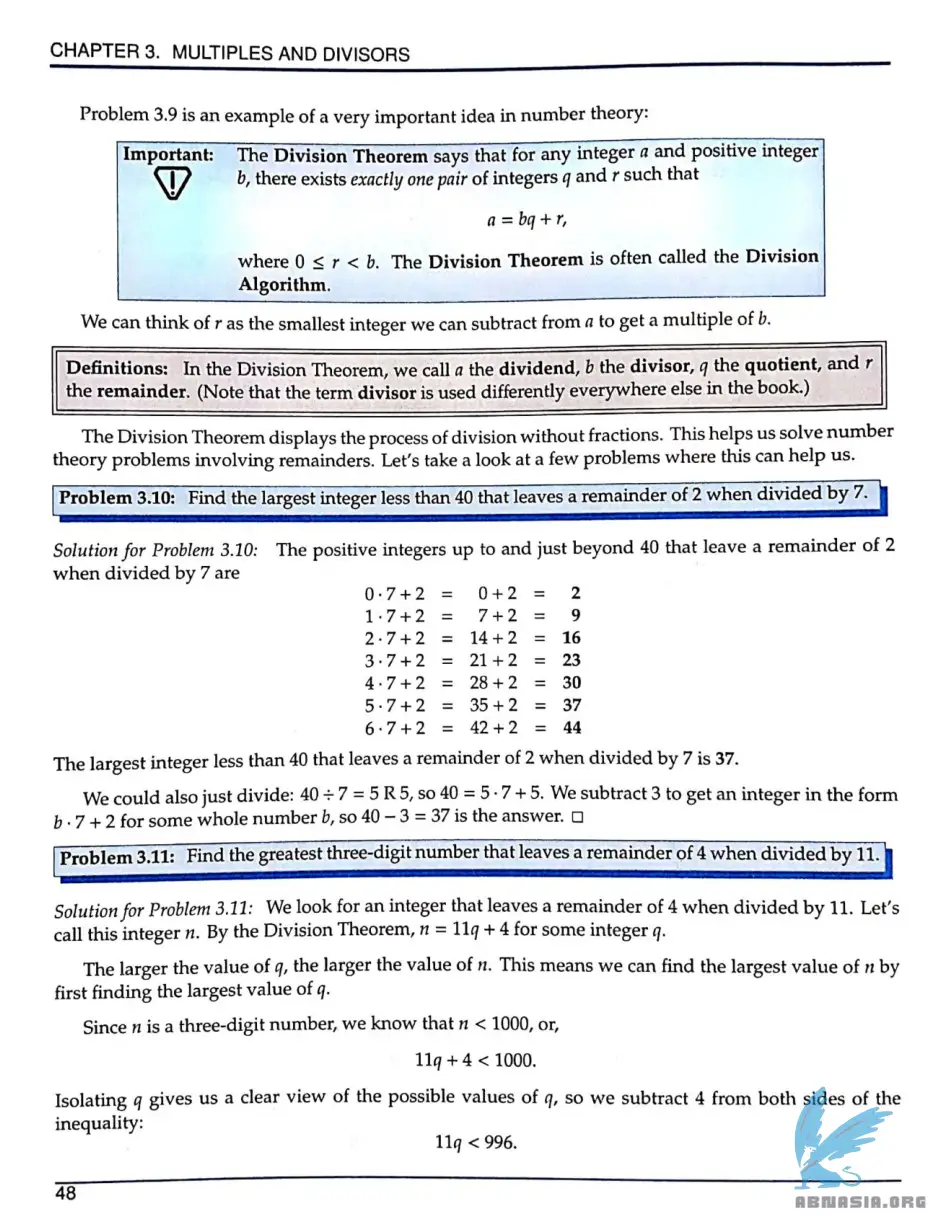 CHAPTER 3. MULTIPLES AND DIVISORS
Problem 3.9 is an example of a very important idea in number theory:
Important: The Division Theorem says that for any integer a and positive integer
b, there exists exactly one pair of integers q and r such that
a = bq + r,
where 0 ≤ r < b. The Division Theorem is often called the Division
Algorithm.
We can think of r as the smallest integer we can subtract from a to get a multiple of b.
Definitions: In the Division Theorem, we call a the dividend, b the divisor, q the quotient, and r
the remainder. (Note that the term divisor is used differently everywhere else in the book.)
The Division Theorem displays the process of division without fractions. This helps us solve number
theory problems involving remainders. Let's take a look at a few problems where this can help us.
Problem 3.10: Find the largest integer less than 40 that leaves a remainder of 2 when divided by 7.
Solution for Problem 3.10: The positive integers up to and just beyond 40 that leave a remainder of 2
when divided by 7 are
0 · 7 + 2 = 0 + 2 = 2
1 · 7 + 2 = 7 + 2 = 9
2 · 7 + 2 = 14 + 2 = 16
3 · 7 + 2 = 21 + 2 = 23
4 · 7 + 2 = 28 + 2 = 30
5 · 7 + 2 = 35 + 2 = 37
6 · 7 + 2 = 42 + 2 = 44
The largest integer less than 40 that leaves a remainder of 2 when divided by 7 is 37.
We could also just divide: 40 ÷ 7 = 5 R 5, so 40 = 5 · 7 + 5. We subtract 3 to get an integer in the form
b · 7 + 2 for some whole number b, so 40 − 3 = 37 is the answer. □
Problem 3.11: Find the greatest three-digit number that leaves a remainder of 4 when divided by 11.
Solution for Problem 3.11: We look for an integer that leaves a remainder of 4 when divided by 11. Let's
call this integer n. By the Division Theorem, n = 11q + 4 for some integer q.
The larger the value of q, the larger the value of n. This means we can find the largest value of n by
first finding the largest value of q.
Since n is a three-digit number, we know that n < 1000, or,
11q + 4 < 1000.
Isolating q gives us a clear view of the possible values of q, so we subtract 4 from both sides of the
inequality:
11q < 996.
48
ABNASIA.ORG